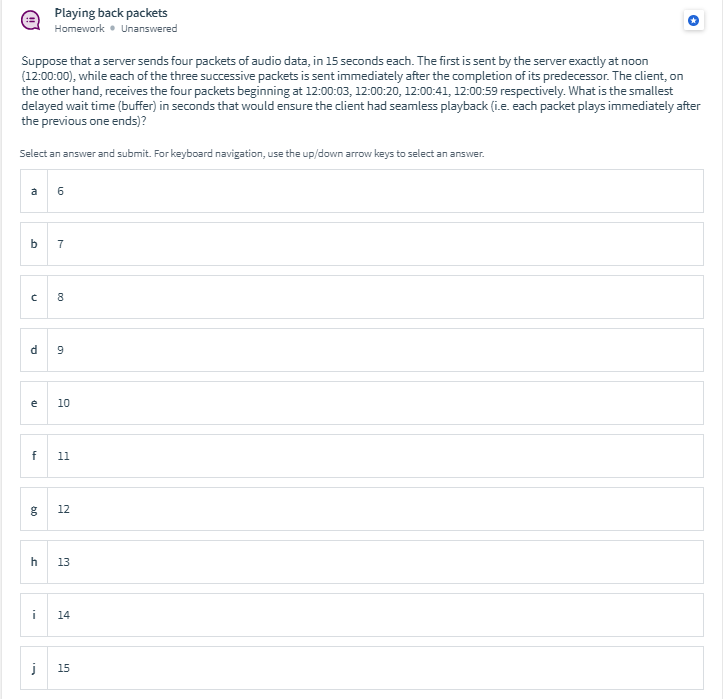 Playing back packets
Homework • Unanswered
Suppose that a server sends four packets of audio data, in 15 seconds each. The first is sent by the server exactly at noon
(12:00:00), while each of the three successive packets is sent immediately after the completion of its predecessor. The client, on
the other hand, receives the four packets beginning at 12:00:03, 12:00:20, 12:00:41, 12:00:59 respectively. What is the smallest
delayed wait time (buffer) in seconds that would ensure the client had seamless playback (i.e. each packet plays immediately after
the previous one ends)?
Select an answer and submit. For keyboard navigation, use the up/down arrow keys to select an answer.
a 6
b 7
c 8
d 9
e 10
f 11
g 12
h 13
i 14
j 15